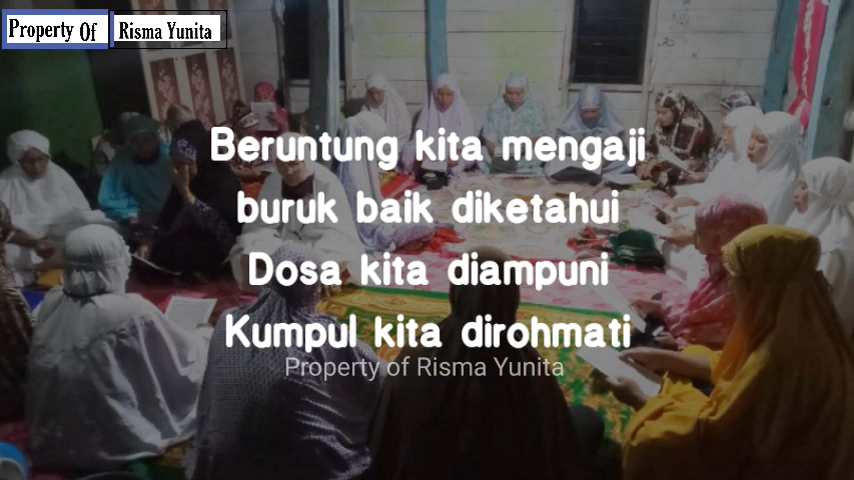 Property Of Risma Yunita
Beruntung kita mengaji
buruk baik diketahui
Dosa kita diampuni
Kumpul kita dirohmati
Property of Risma Yunita